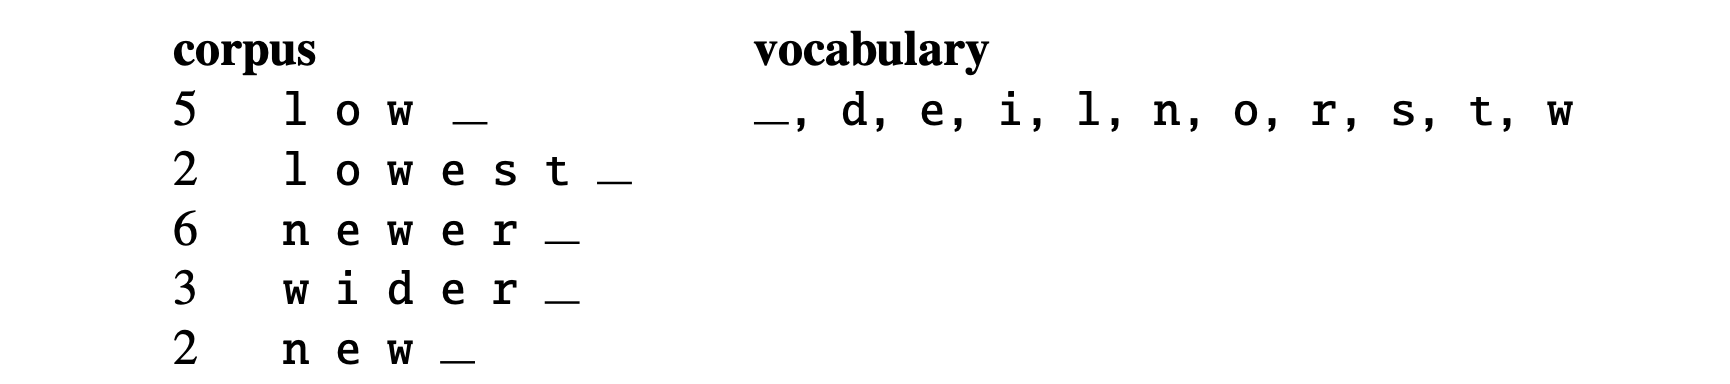 corpus vocabulary
5 l o w _ _, d, e, i, l, n, o, r, s, t, w
2 l o w e s t _
6 n e w e r _
3 w i d e r _
2 n e w _